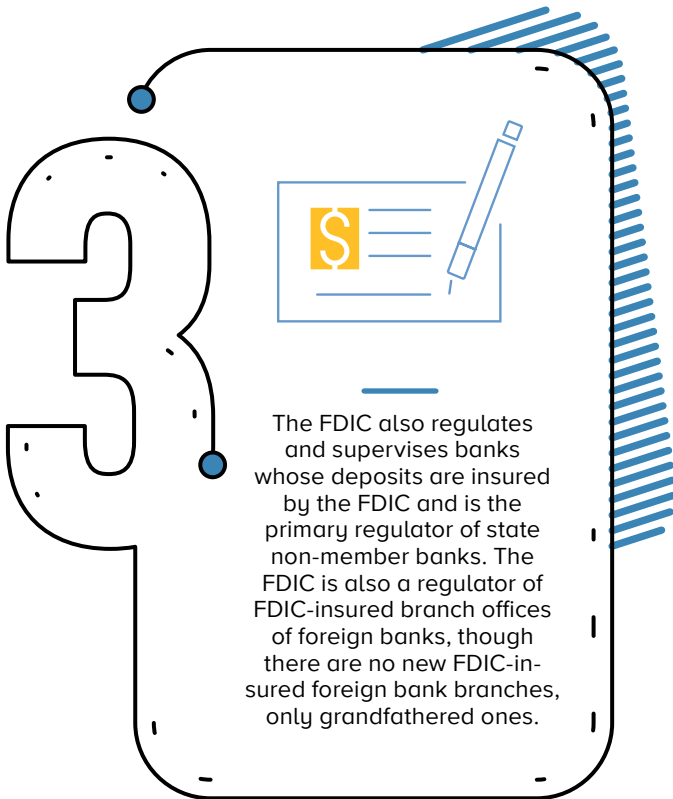 3
$
The FDIC also regulates
and supervises banks
whose deposits are insured
by the FDIC and is the
primary regulator of state
non-member banks. The
FDIC is also a regulator of
FDIC-insured branch offices
of foreign banks, though
there are no new FDIC-in-
sured foreign bank branches,
only grandfathered ones.